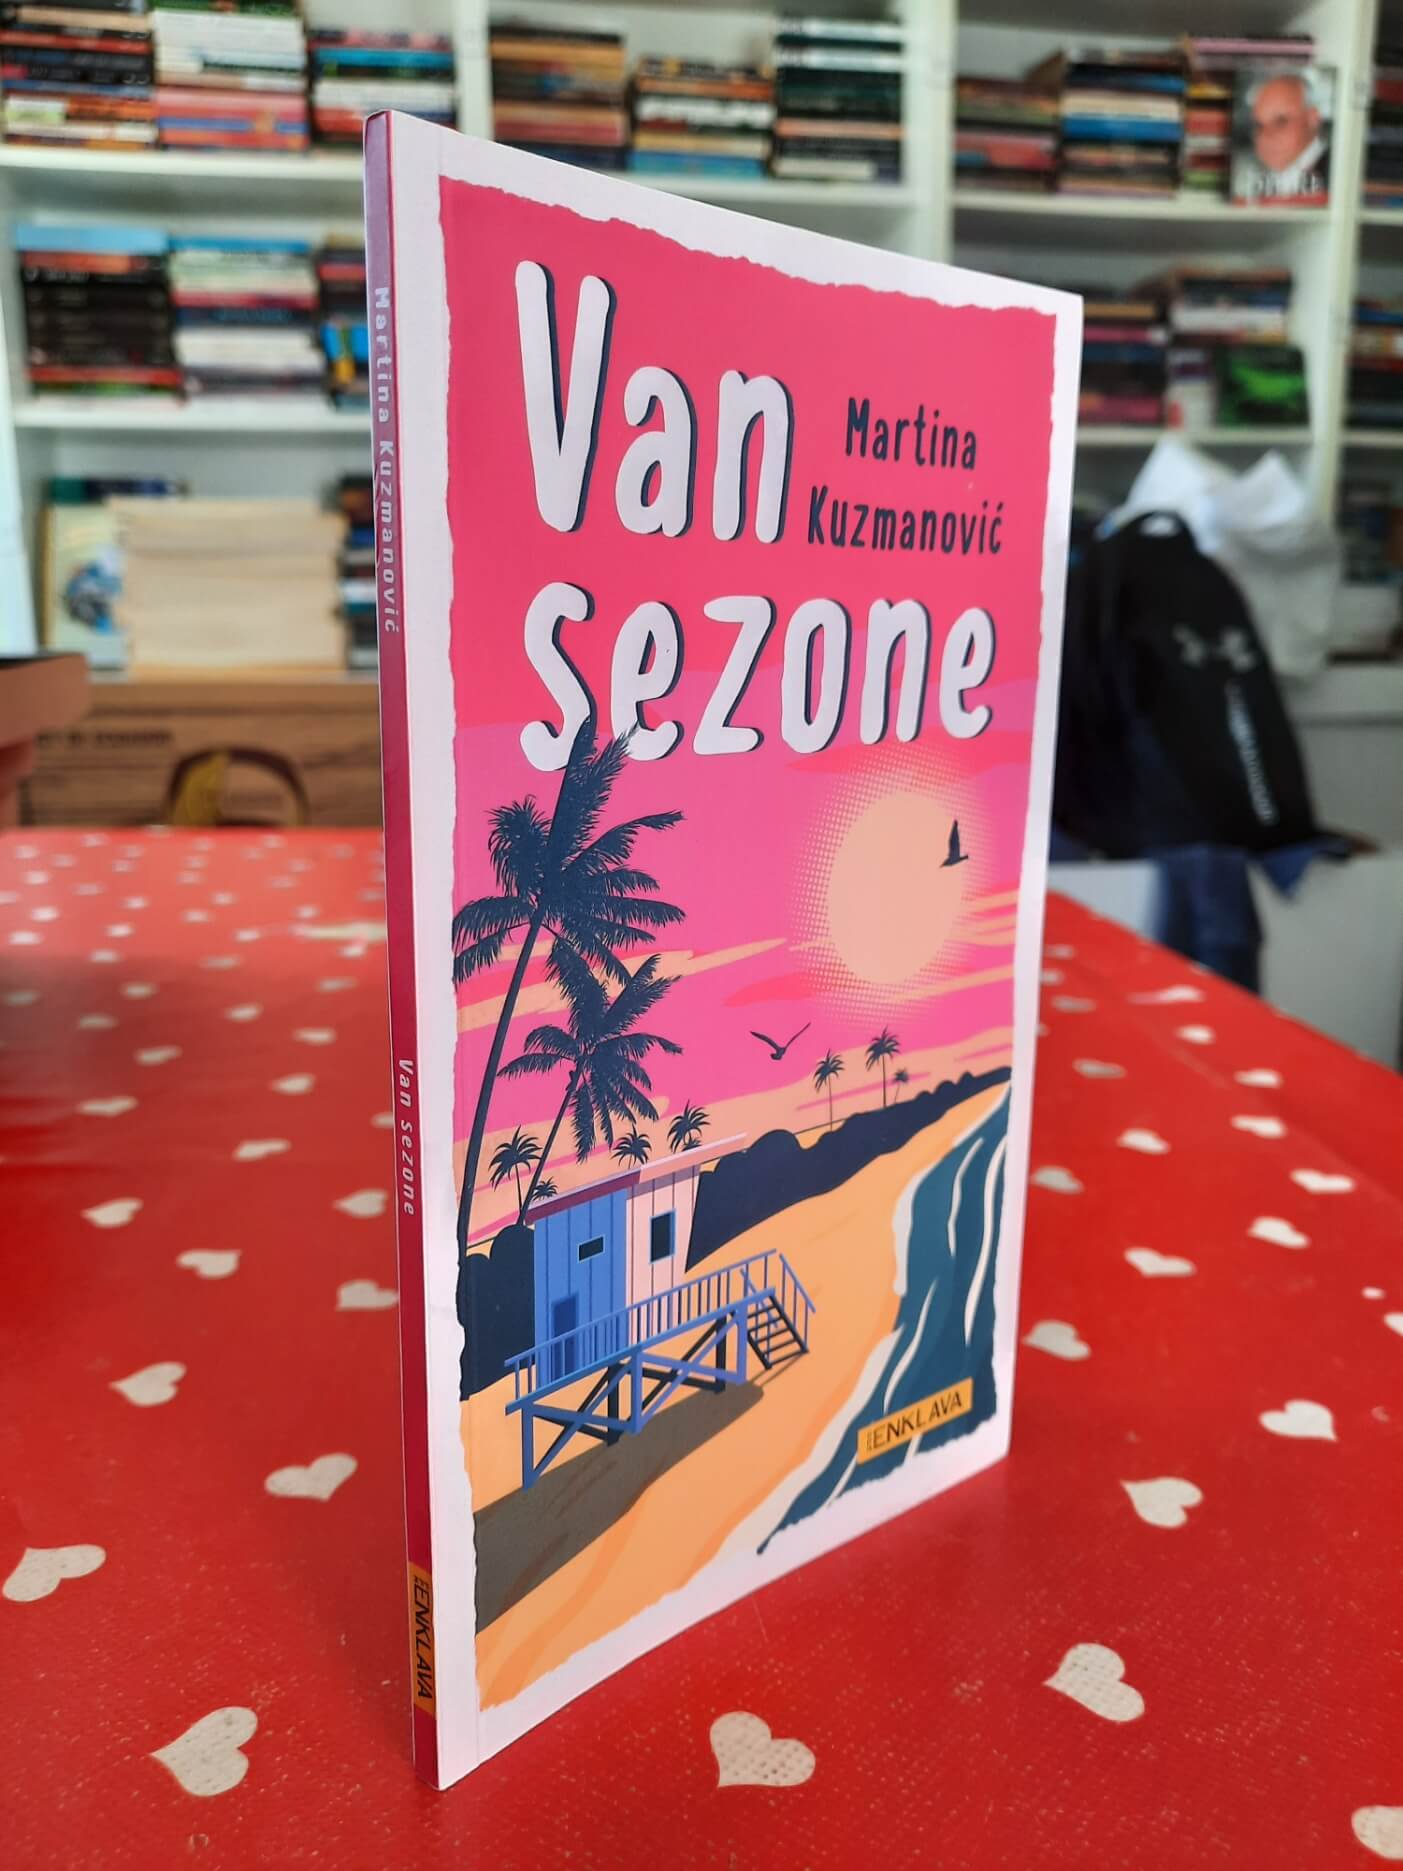 Van
Martina
Kuzmanović
sezone
ENKLAVA
Martina Kuzmanović
Van sezone
ENKLAVA